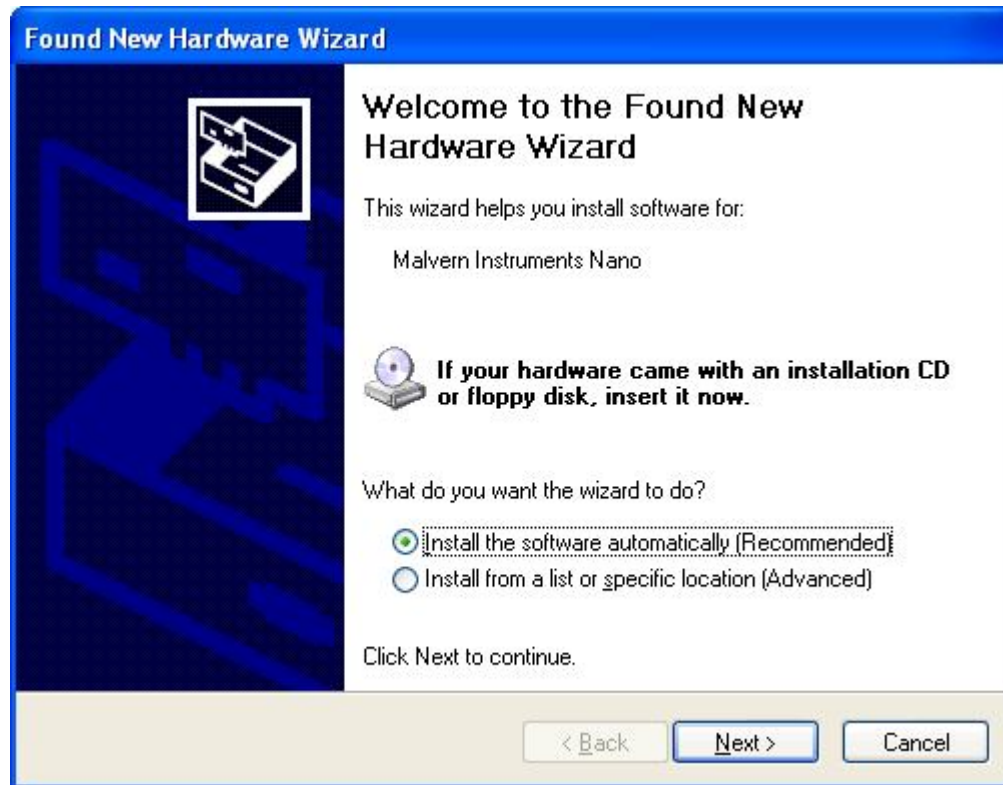 Found New Hardware Wizard
Welcome to the Found New
Hardware Wizard
This wizard helps you install software for:
Malvern Instruments Nano
If your hardware came with an installation CD
or floppy disk, insert it now.
What do you want the wizard to do?
Install the software automatically (Recommended)
Install from a list or specific location (Advanced)
Click Next to continue.
< Back Next > Cancel